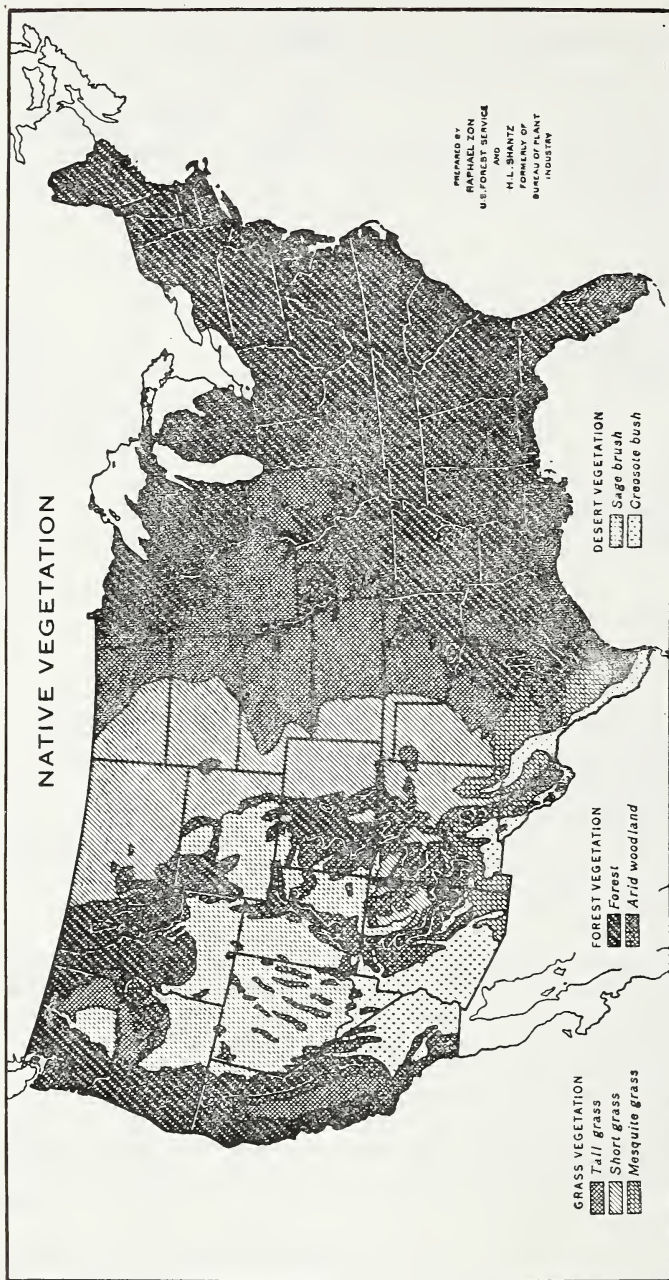 NATIVE VEGETATION
PREPARED BY
RAPHAEL ZON
U.S. FOREST SERVICE
AND
H.L. SHANTZ
FORMERLY OF
BUREAU OF PLANT
INDUSTRY
GRASS VEGETATION
Tall grass
Short grass
Mesquite grass
FOREST VEGETATION
Forest
Arid woodland
DESERT VEGETATION
Sage brush
Creosote bush